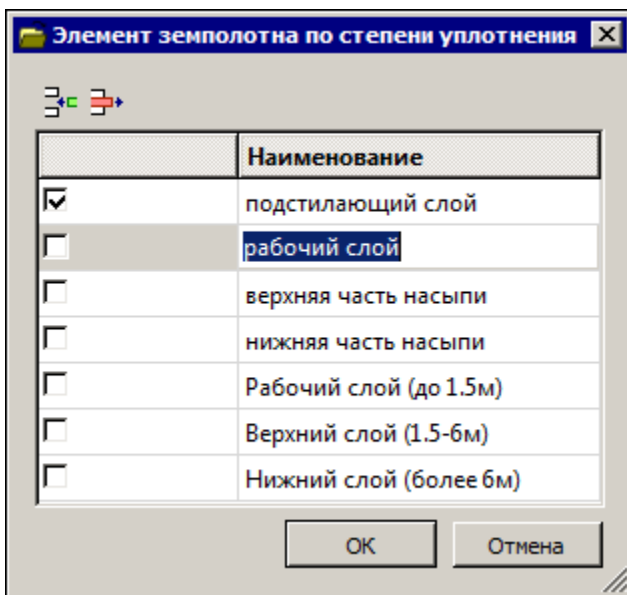 Элемент земполотна по степени уплотнения
Наименование
подстилающий слой
рабочий слой
верхняя часть насыпи
нижняя часть насыпи
Рабочий слой (до 1.5м)
Верхний слой (1.5-6м)
Нижний слой (более 6м)
ОК
Отмена